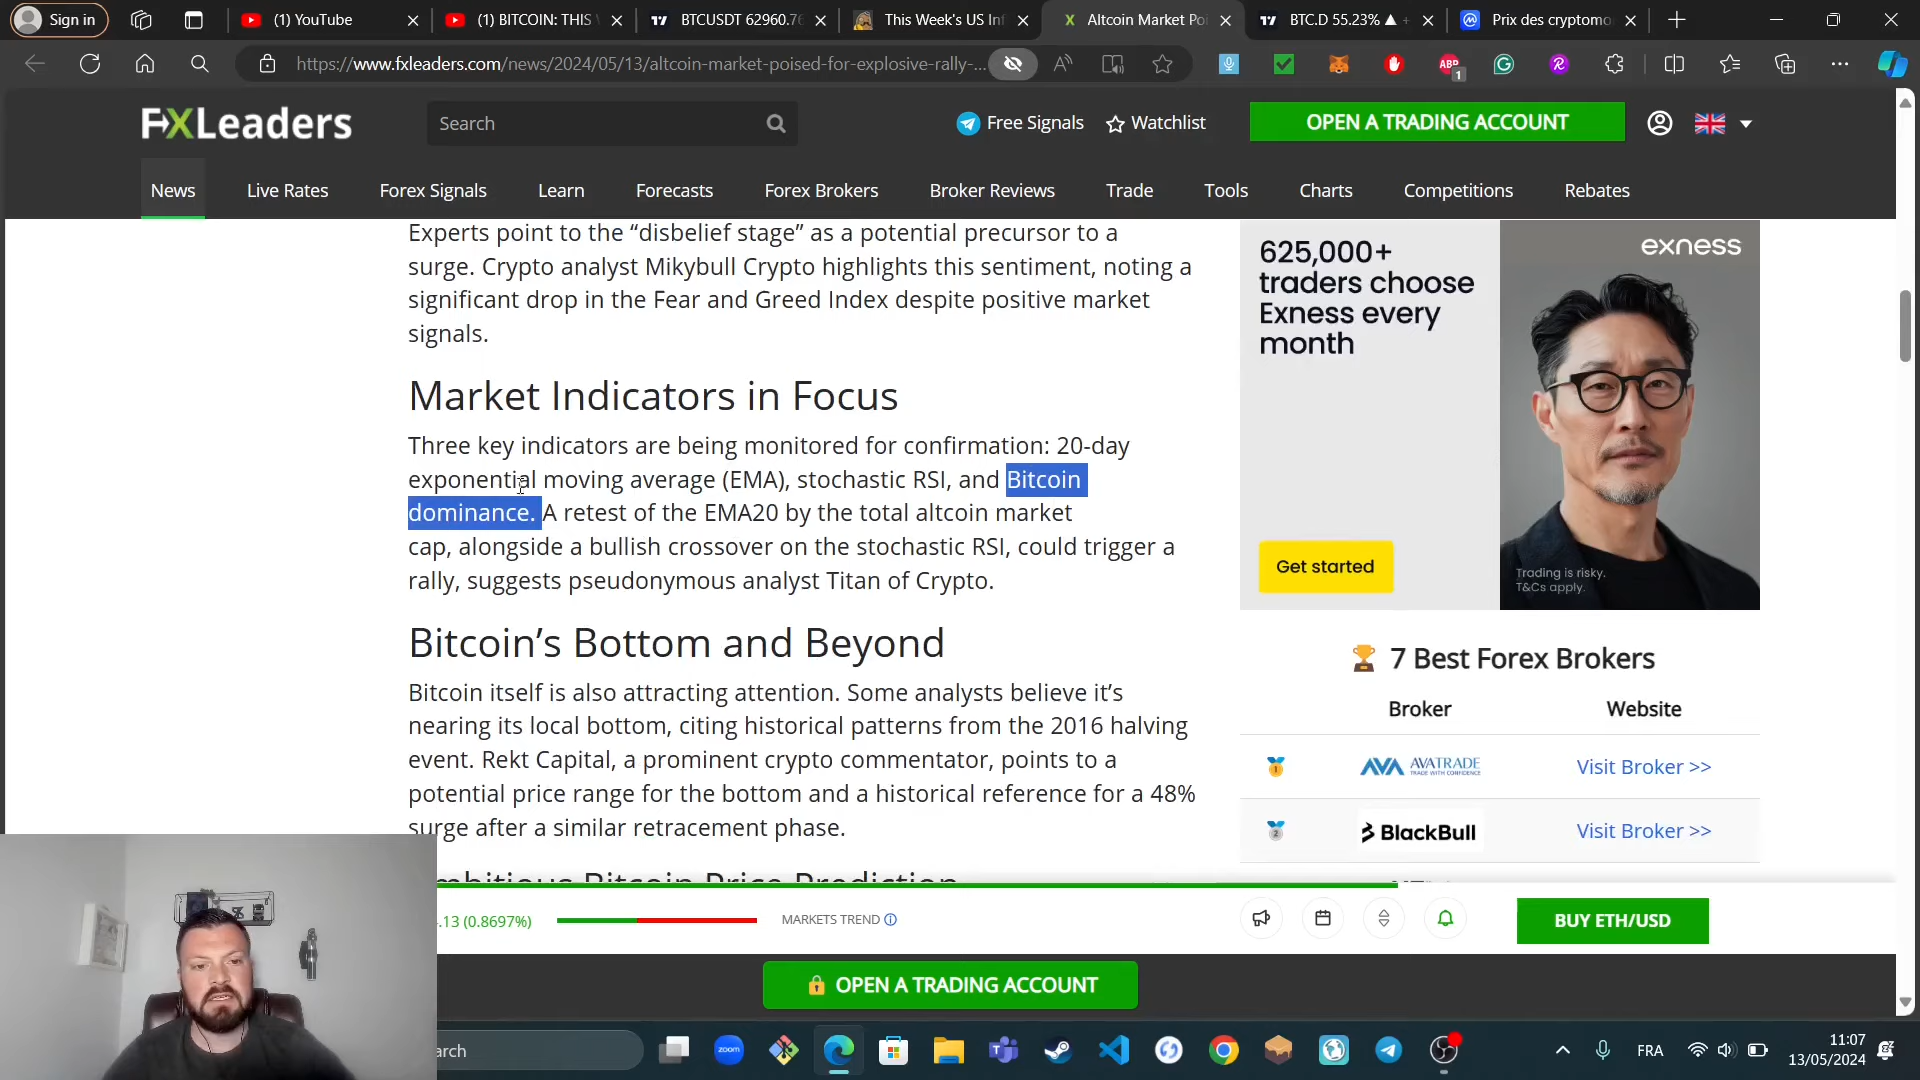 Sign in
(1) YouTube
(1) BITCOIN: THIS
BTCUSDT 62960.76
This Week's US In
Altcoin Market Po
BTC.D 55.23% ▲ +
Prix des cryptomo
https://www.fxleaders.com/news/2024/05/13/altcoin-market-poised-for-explosive-rally-...
ABP
1
FXLeaders
Search
Free Signals
Watchlist
OPEN A TRADING ACCOUNT
News
Live Rates
Forex Signals
Learn
Forecasts
Forex Brokers
Broker Reviews
Trade
Tools
Charts
Competitions
Rebates
Experts point to the “disbelief stage” as a potential precursor to a
surge. Crypto analyst Mikybull Crypto highlights this sentiment, noting a
significant drop in the Fear and Greed Index despite positive market
signals.
Market Indicators in Focus
Three key indicators are being monitored for confirmation: 20-day
exponential moving average (EMA), stochastic RSI, and Bitcoin
dominance. A retest of the EMA20 by the total altcoin market
cap, alongside a bullish crossover on the stochastic RSI, could trigger a
rally, suggests pseudonymous analyst Titan of Crypto.
Bitcoin’s Bottom and Beyond
Bitcoin itself is also attracting attention. Some analysts believe it’s
nearing its local bottom, citing historical patterns from the 2016 halving
event. Rekt Capital, a prominent crypto commentator, points to a
potential price range for the bottom and a historical reference for a 48%
surge after a similar retracement phase.
mbitious Bitcoin Price Prediction
625,000+
traders choose
Exness every
month
exness
Get started
Trading is risky.
T&Cs apply.
7 Best Forex Brokers
Broker
Website
AVATRADE
TRADE WITH CONFIDENCE
Visit Broker >>
BlackBull
Visit Broker >>
.13 (0.8697%)
MARKETS TREND
BUY ETH/USD
OPEN A TRADING ACCOUNT
arch
zoom
FRA
11:07
13/05/2024